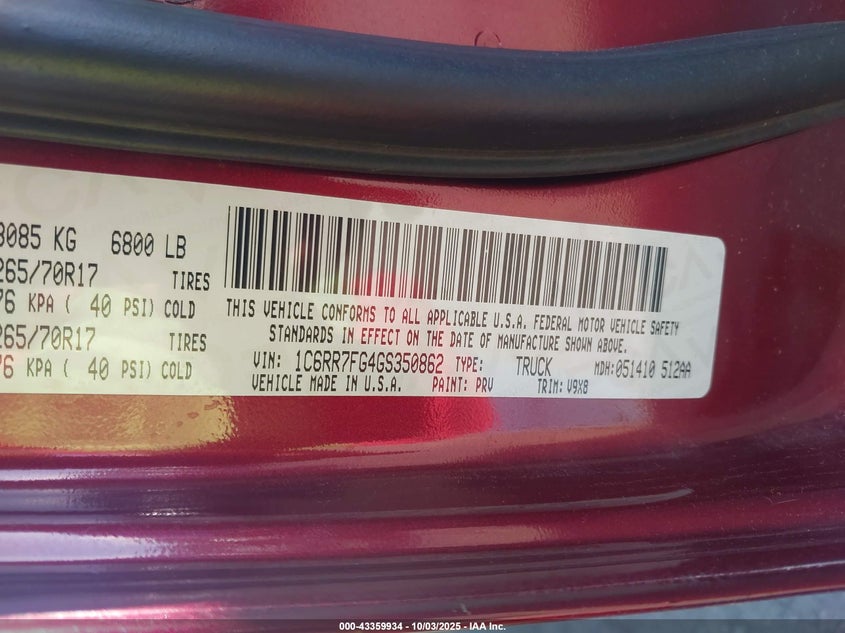 3085 KG 6800 LB
265/70R17 TIRES
76 KPA ( 40 PSI) COLD
265/70R17 TIRES
76 KPA ( 40 PSI) COLD
THIS VEHICLE CONFORMS TO ALL APPLICABLE U.S.A. FEDERAL MOTOR VEHICLE SAFETY
STANDARDS IN EFFECT ON THE DATE OF MANUFACTURE SHOWN ABOVE.
VIN: 1C6RR7FG4GS350862 TYPE: TRUCK MDH:051410 512AA
VEHICLE MADE IN U.S.A. PAINT: PRV TRIM: V9X8
000-43359934 - 10/03/2025 - IAA Inc.